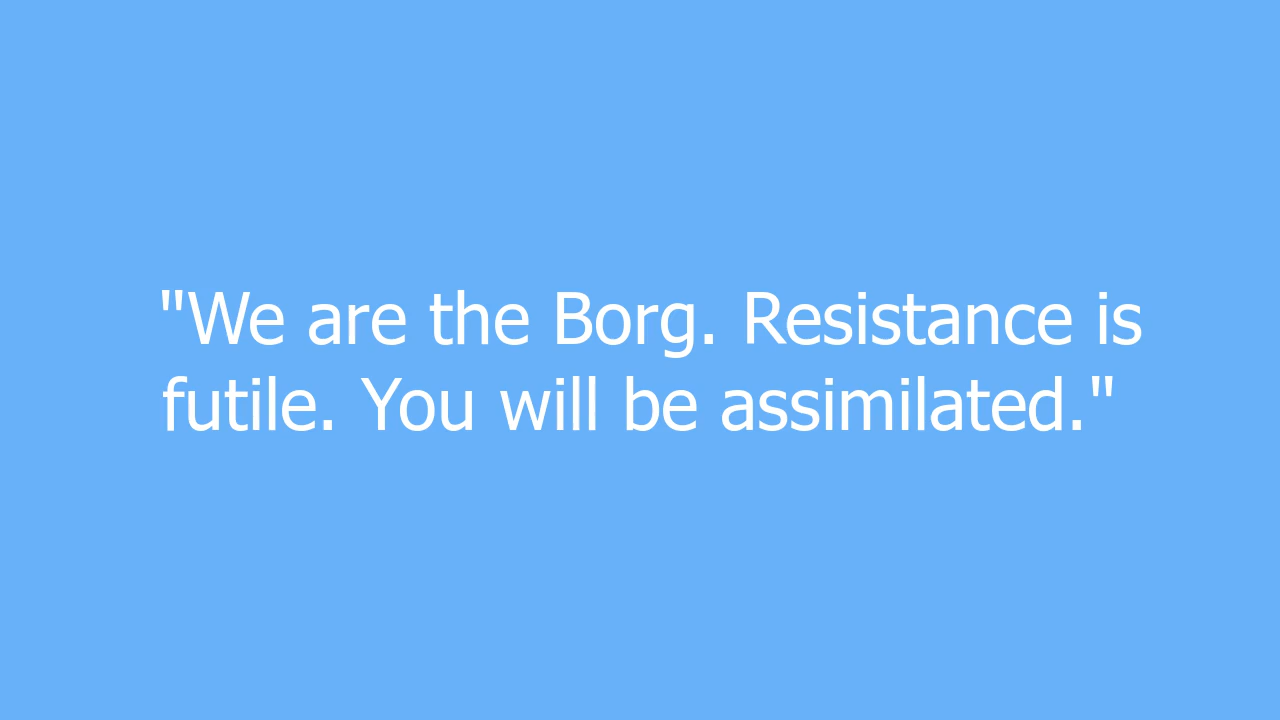 "We are the Borg. Resistance is
futile. You will be assimilated."